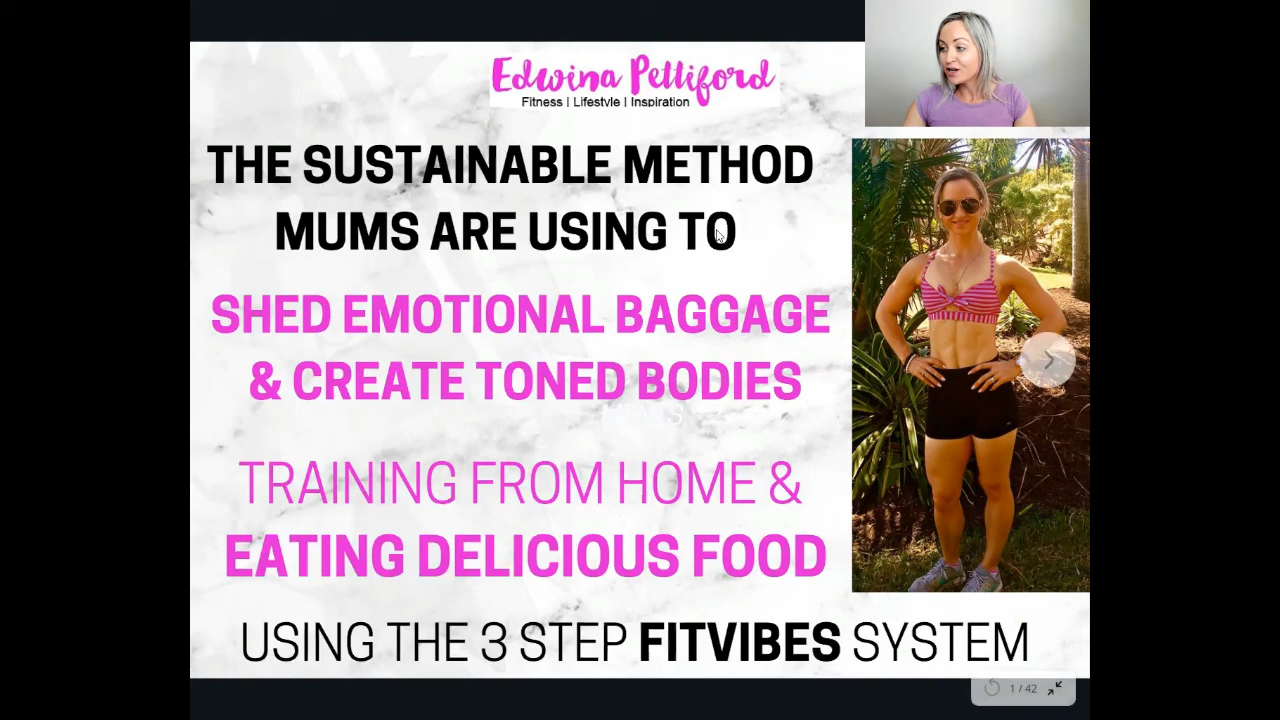 Edwina Pettiford
Fitness | Lifestyle | Inspiration
THE SUSTAINABLE METHOD
MUMS ARE USING TO
SHED EMOTIONAL BAGGAGE
& CREATE TONED BODIES
TRAINING FROM HOME &
EATING DELICIOUS FOOD
USING THE 3 STEP FITVIBES SYSTEM
1 / 42